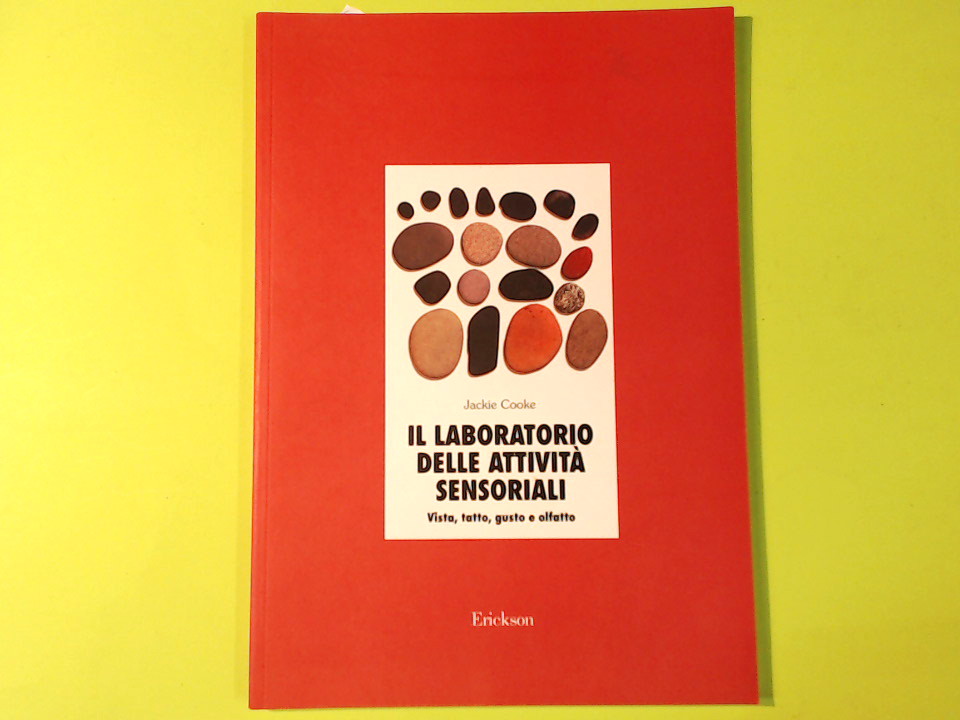 Jackie Cooke
IL LABORATORIO
DELLE ATTIVITÀ
SENSORIALI
Vista, tatto, gusto e olfatto
Erickson